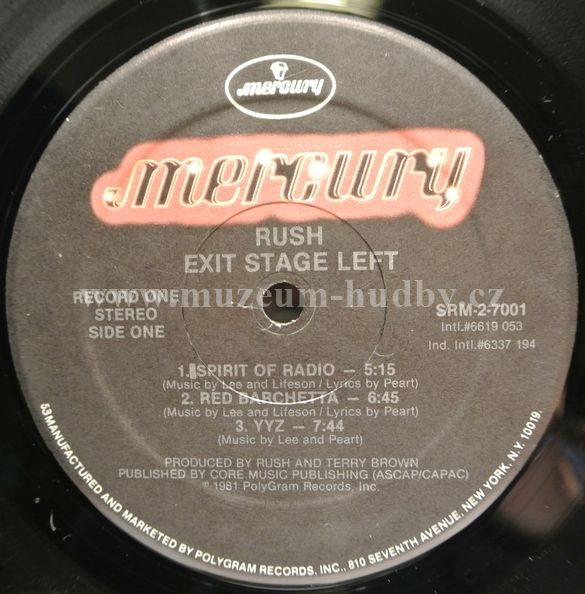 mercury
mercury
RUSH
EXIT STAGE LEFT
www.muzeum-hudby.cz
RECORD ONE
STEREO
SIDE ONE
SRM-2-7001
Intl.#6619 053
Ind. Intl.#6337 194
1. SPIRIT OF RADIO — 5:15
(Music by Lee and Lifeson / Lyrics by Peart)
2. RED BARCHETTA — 6:45
(Music by Lee and Lifeson / Lyrics by Peart)
3. YYZ — 7:44
(Music by Lee and Peart)
PRODUCED BY RUSH AND TERRY BROWN
PUBLISHED BY CORE MUSIC PUBLISHING (ASCAP/CAPAC)
℗ 1981 PolyGram Records, Inc.
53 MANUFACTURED AND MARKETED BY POLYGRAM RECORDS, INC., 810 SEVENTH AVENUE, NEW YORK, N.Y. 10019.